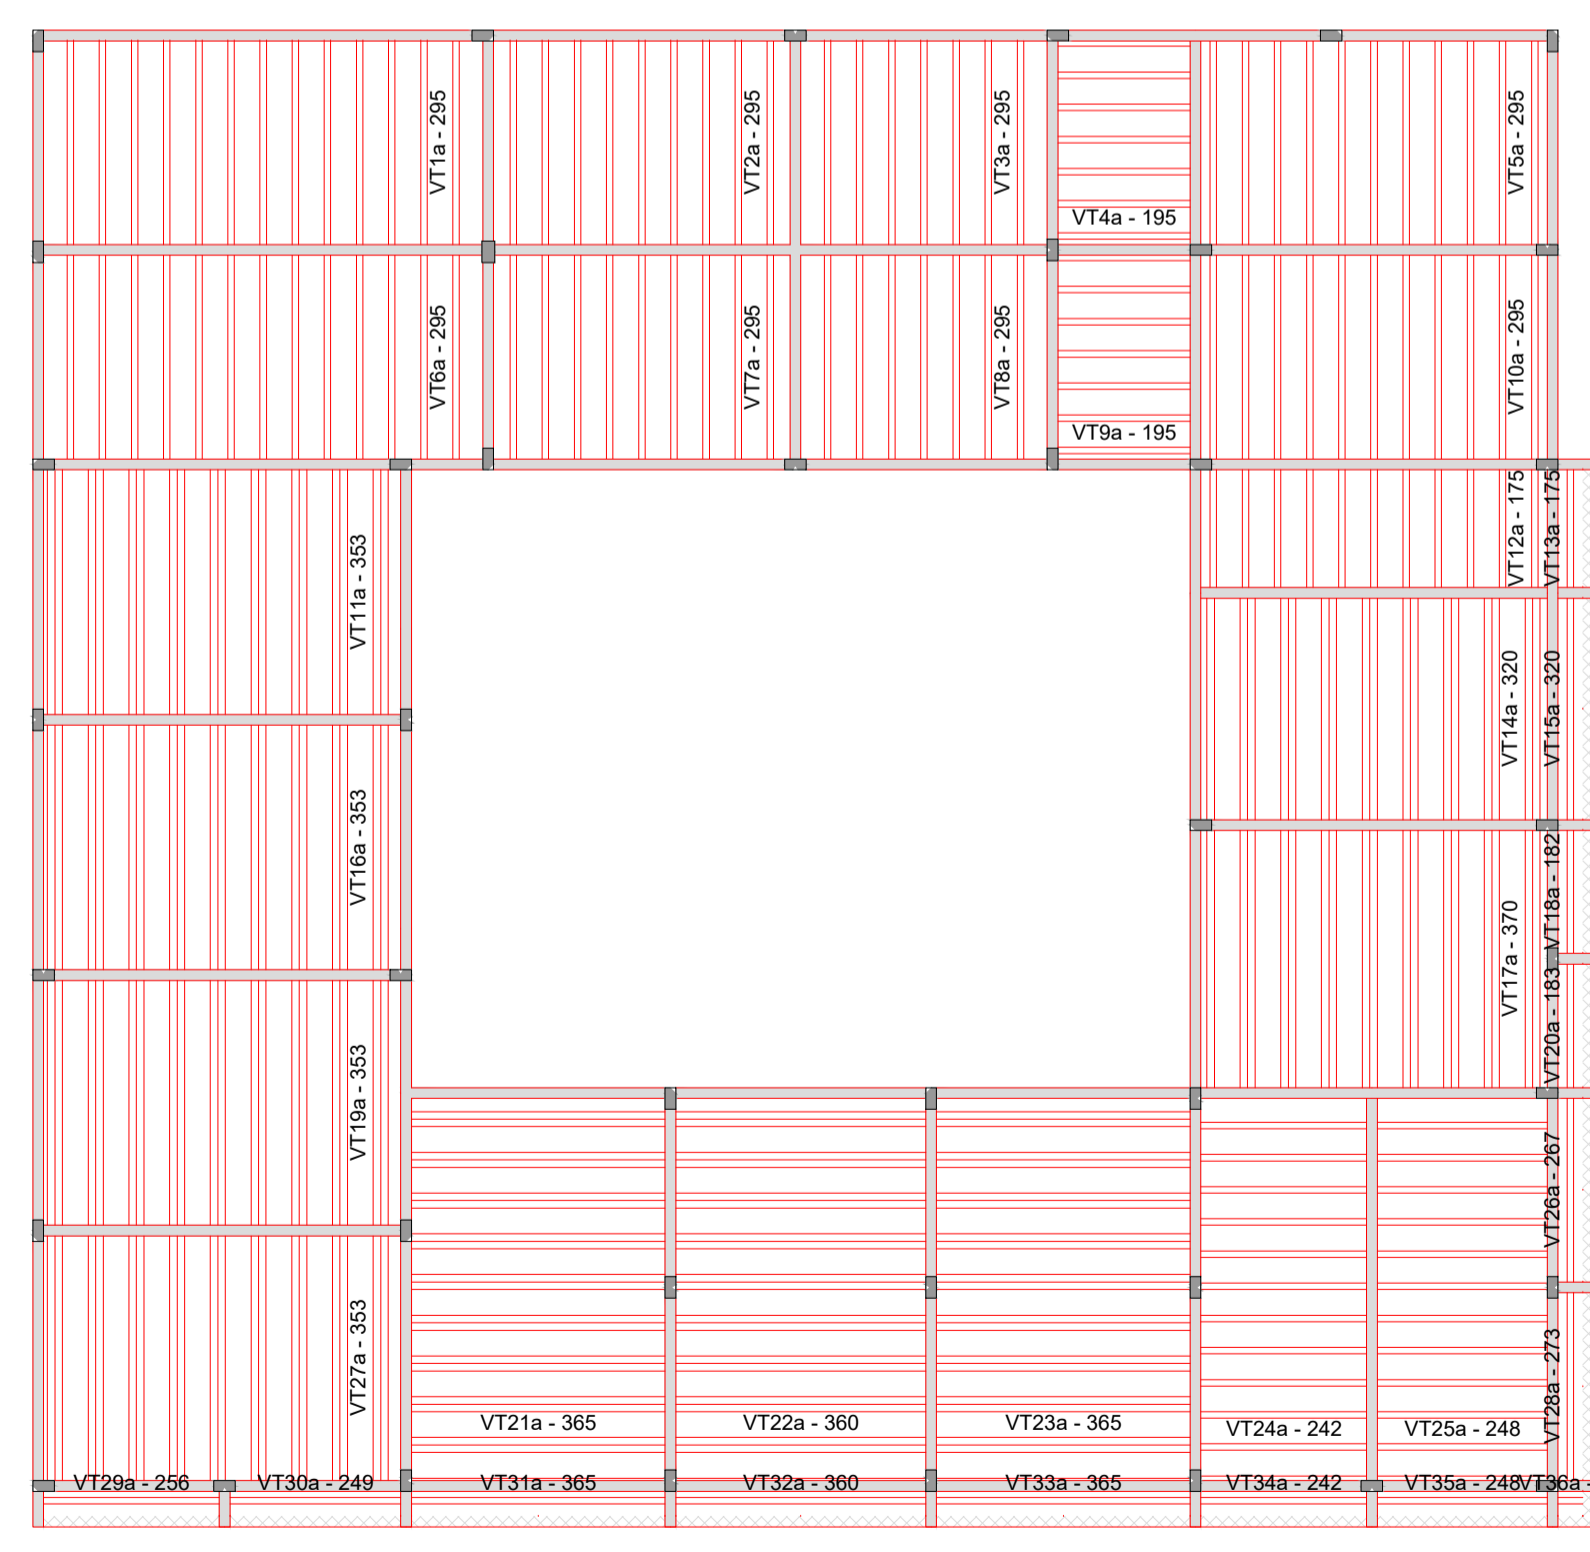 VT1a - 295
VT2a - 295
VT3a - 295
VT4a - 195
VT5a - 295
VT6a - 295
VT7a - 295
VT8a - 295
VT9a - 195
VT10a - 295
VT11a - 353
VT12a - 175
VT13a - 175
VT14a - 320
VT15a - 320
VT16a - 353
VT17a - 370
VT18a - 182
VT19a - 353
VT20a - 183
VT21a - 365
VT22a - 360
VT23a - 365
VT24a - 242
VT25a - 248
VT26a - 267
VT27a - 353
VT28a - 273
VT29a - 256
VT30a - 249
VT31a - 365
VT32a - 360
VT33a - 365
VT34a - 242
VT35a - 248
VT36a -